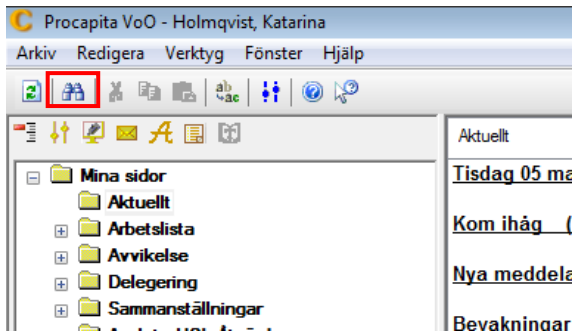 Procapita VoO - Holmqvist, Katarina
Arkiv Redigera Verktyg Fönster Hjälp
Mina sidor
Aktuellt
Arbetslista
Avvikelse
Delegering
Sammanställningar
Aktuellt
Tisdag 05 ma
Kom ihåg (
Nya meddela
Bevakningar